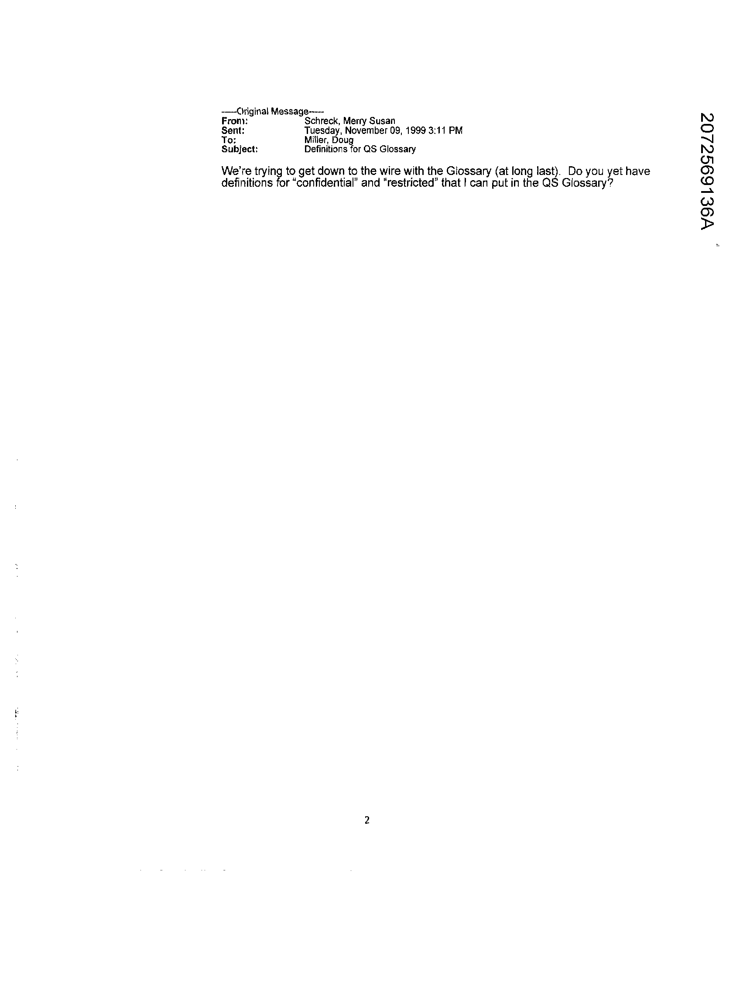 -----Original Message-----
From: Schreck, Merry Susan
Sent: Tuesday, November 09, 1999 3:11 PM
To: Miller, Doug
Subject: Definitions for QS Glossary
We're trying to get down to the wire with the Glossary (at long last). Do you yet have
definitions for "confidential" and "restricted" that I can put in the QS Glossary?
2072569136A
2